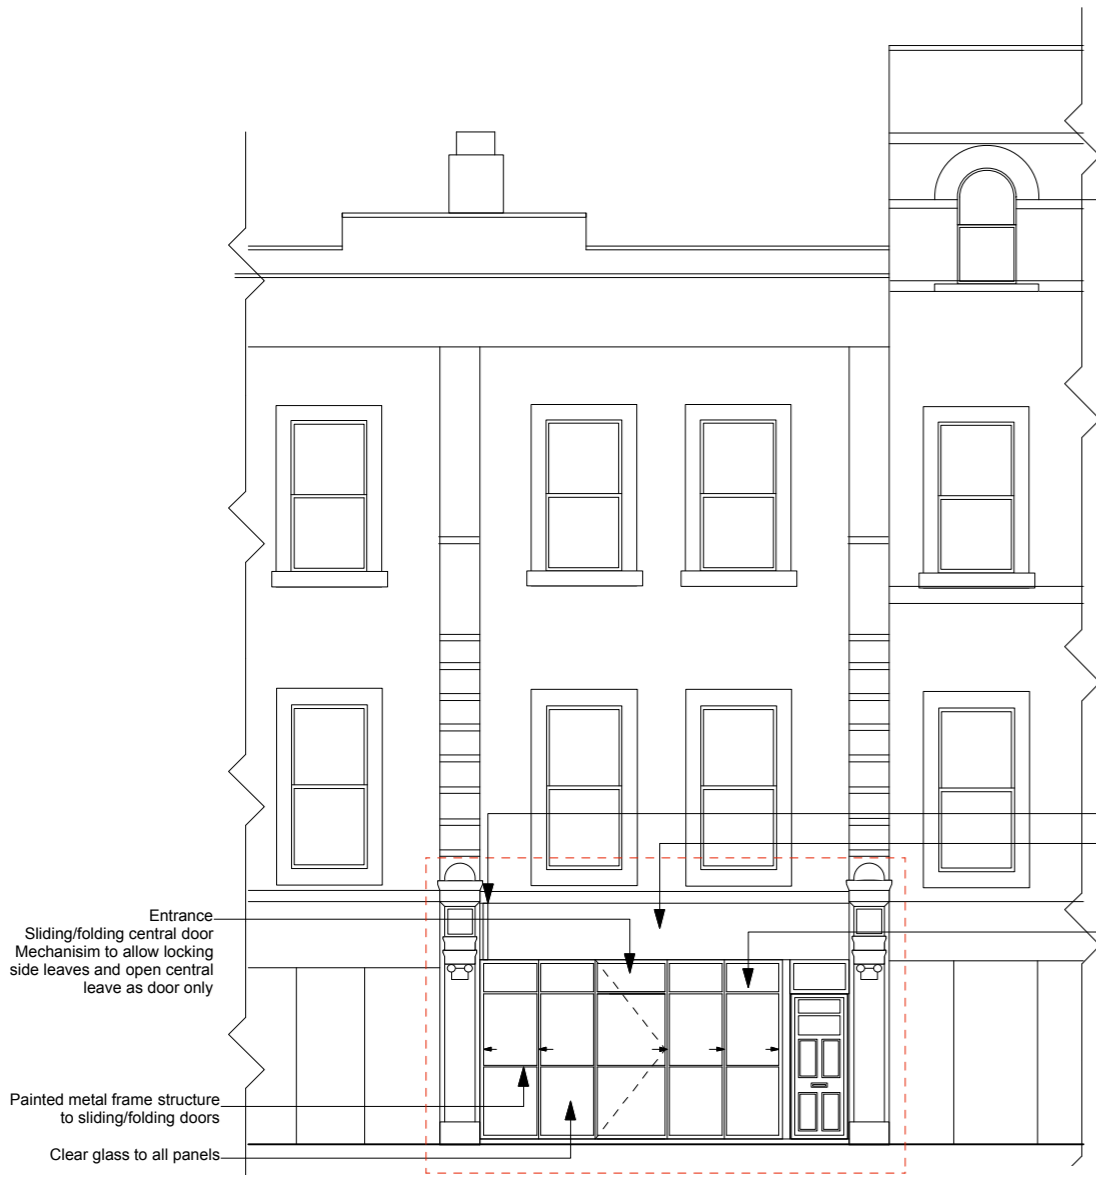 Entrance
Sliding/folding central door
Mechanisim to allow locking
side leaves and open central
leave as door only
Painted metal frame structure
to sliding/folding doors
Clear glass to all panels